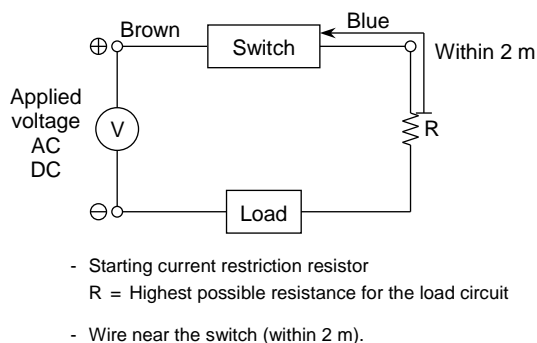 Brown
Switch
Blue
⊕
Within 2 m
Applied
voltage
AC
DC
V
R
⊖
Load
- Starting current restriction resistor
R = Highest possible resistance for the load circuit
- Wire near the switch (within 2 m).